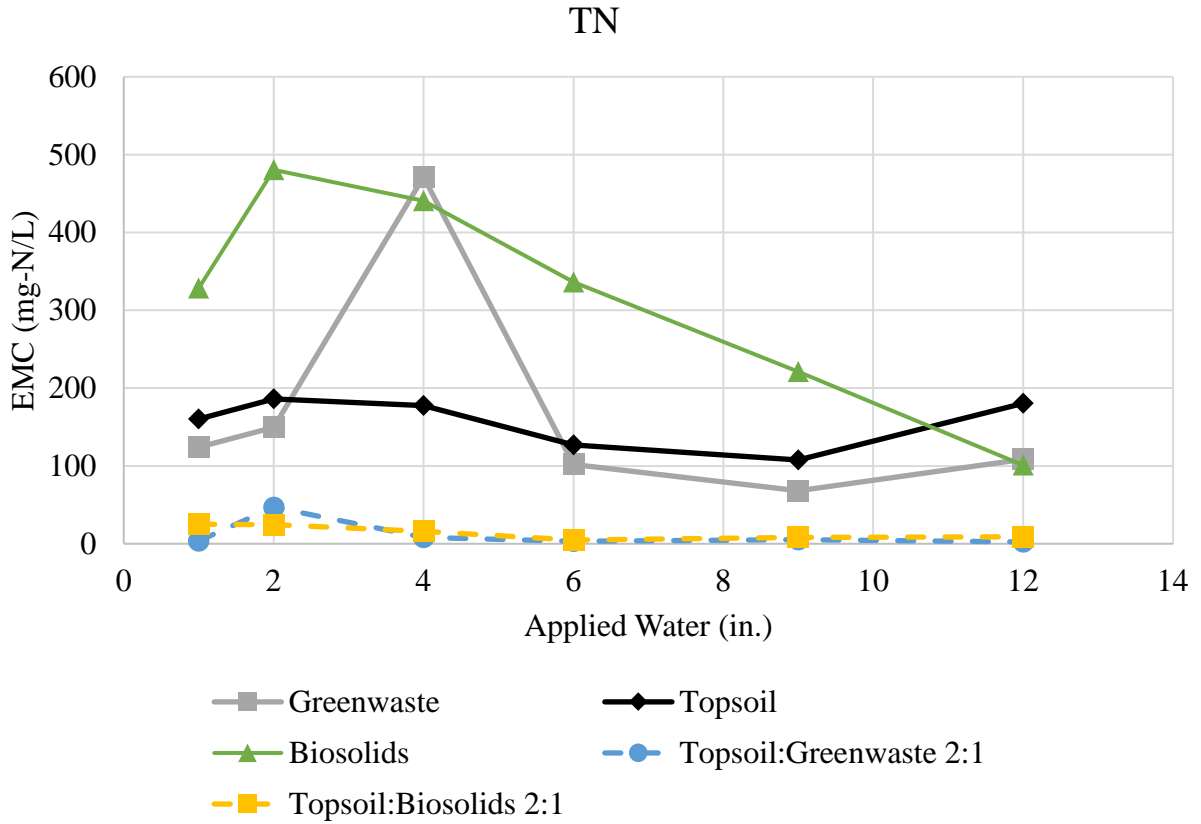 TN
600
500
400
300
200
100
0
EMC (mg-N/L)
0 2 4 6 8 10 12 14
Applied Water (in.)
Greenwaste Topsoil
Biosolids Topsoil:Greenwaste 2:1
Topsoil:Biosolids 2:1